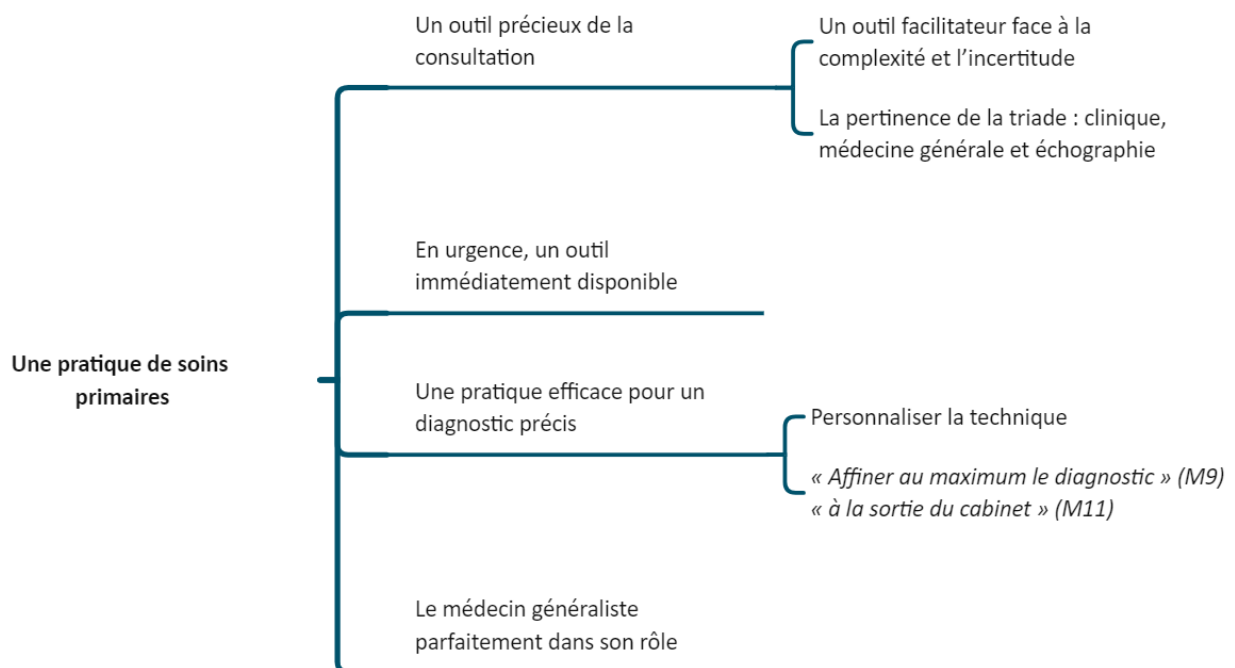 Un outil précieux de la
consultation
Un outil facilitateur face à la
complexité et l’incertitude
La pertinence de la triade : clinique,
médecine générale et échographie
En urgence, un outil
immédiatement disponible
Une pratique de soins
primaires
Une pratique efficace pour un
diagnostic précis
Personnaliser la technique
« Affiner au maximum le diagnostic » (M9)
« à la sortie du cabinet » (M11)
Le médecin généraliste
parfaitement dans son rôle